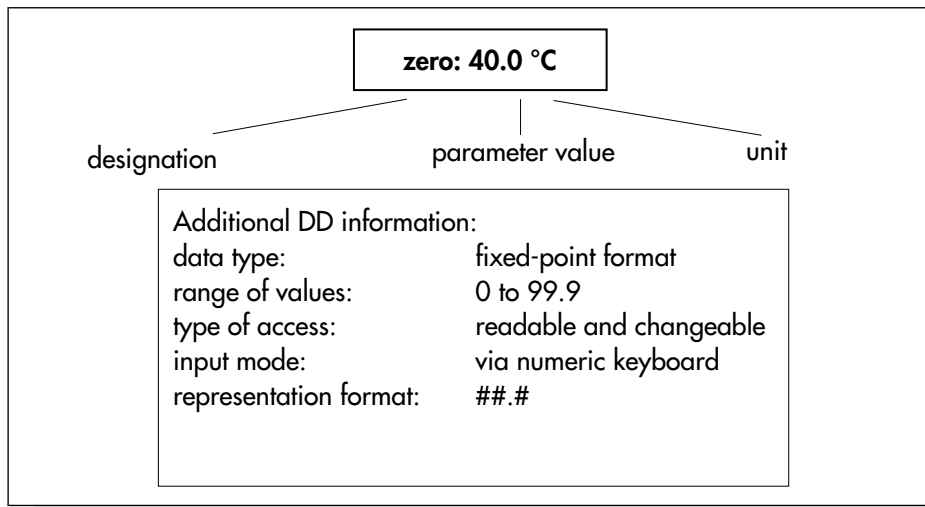 zero: 40.0 °C
designation parameter value unit
Additional DD information:
data type: fixed-point format
range of values: 0 to 99.9
type of access: readable and changeable
input mode: via numeric keyboard
representation format: ##.#